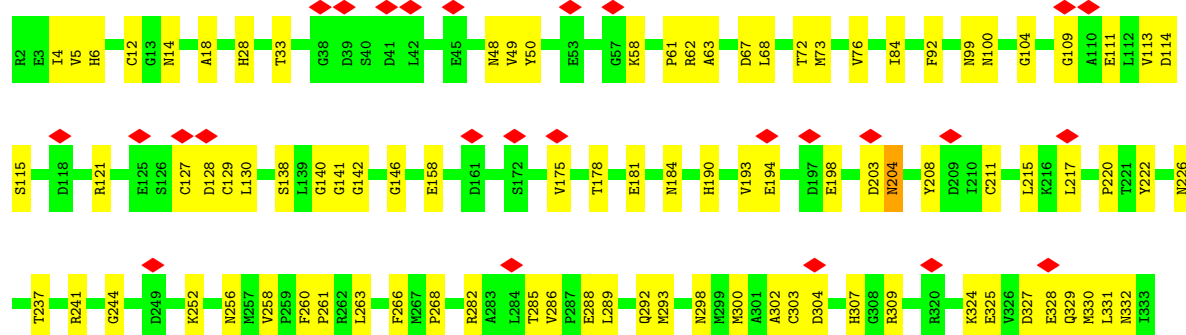 R2 E3 I4 V5 H6 C12 G13 N14 A18 H28 T33 G38 D39 S40 D41 L42 E45 N48 V49 Y50 E53 G57 K58 P61 R62 A63 D67 L68 T72 M73 V76 I84 F92 N99 N100 G104 G109 A110 E111 L112 V113 D114
S115 D118 R121 E125 S126 C127 D128 C129 L130 S138 L139 G140 G141 G142 G146 E158 D161 S172 V175 T178 E181 N184 H190 V193 E194 D197 E198 D203 N204 Y208 D209 I210 C211 L215 K216 L217 P220 T221 Y222 N226
T237 R241 G244 D249 K252 N256 M257 V258 P259 F260 P261 R262 L263 F266 M267 P268 R282 A283 L284 T285 V286 P287 E288 L289 Q292 M293 N298 M299 M300 A301 A302 C303 D304 H307 G308 R309 R320 K324 E325 V326 D327 E328 Q329 M330 L331 N332 I333